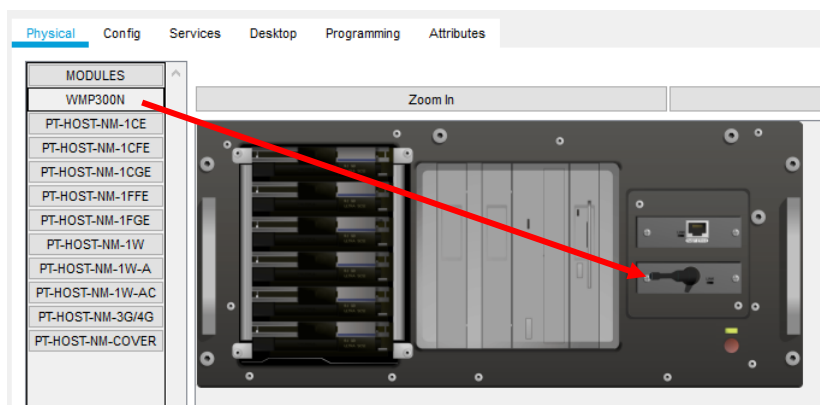 Physical Config Services Desktop Programming Attributes
MODULES
WMP300N
Zoom In
PT-HOST-NM-1CE
PT-HOST-NM-1CFE
PT-HOST-NM-1CGE
PT-HOST-NM-1FFE
PT-HOST-NM-1FGE
PT-HOST-NM-1W
PT-HOST-NM-1W-A
PT-HOST-NM-1W-AC
PT-HOST-NM-3G/4G
PT-HOST-NM-COVER